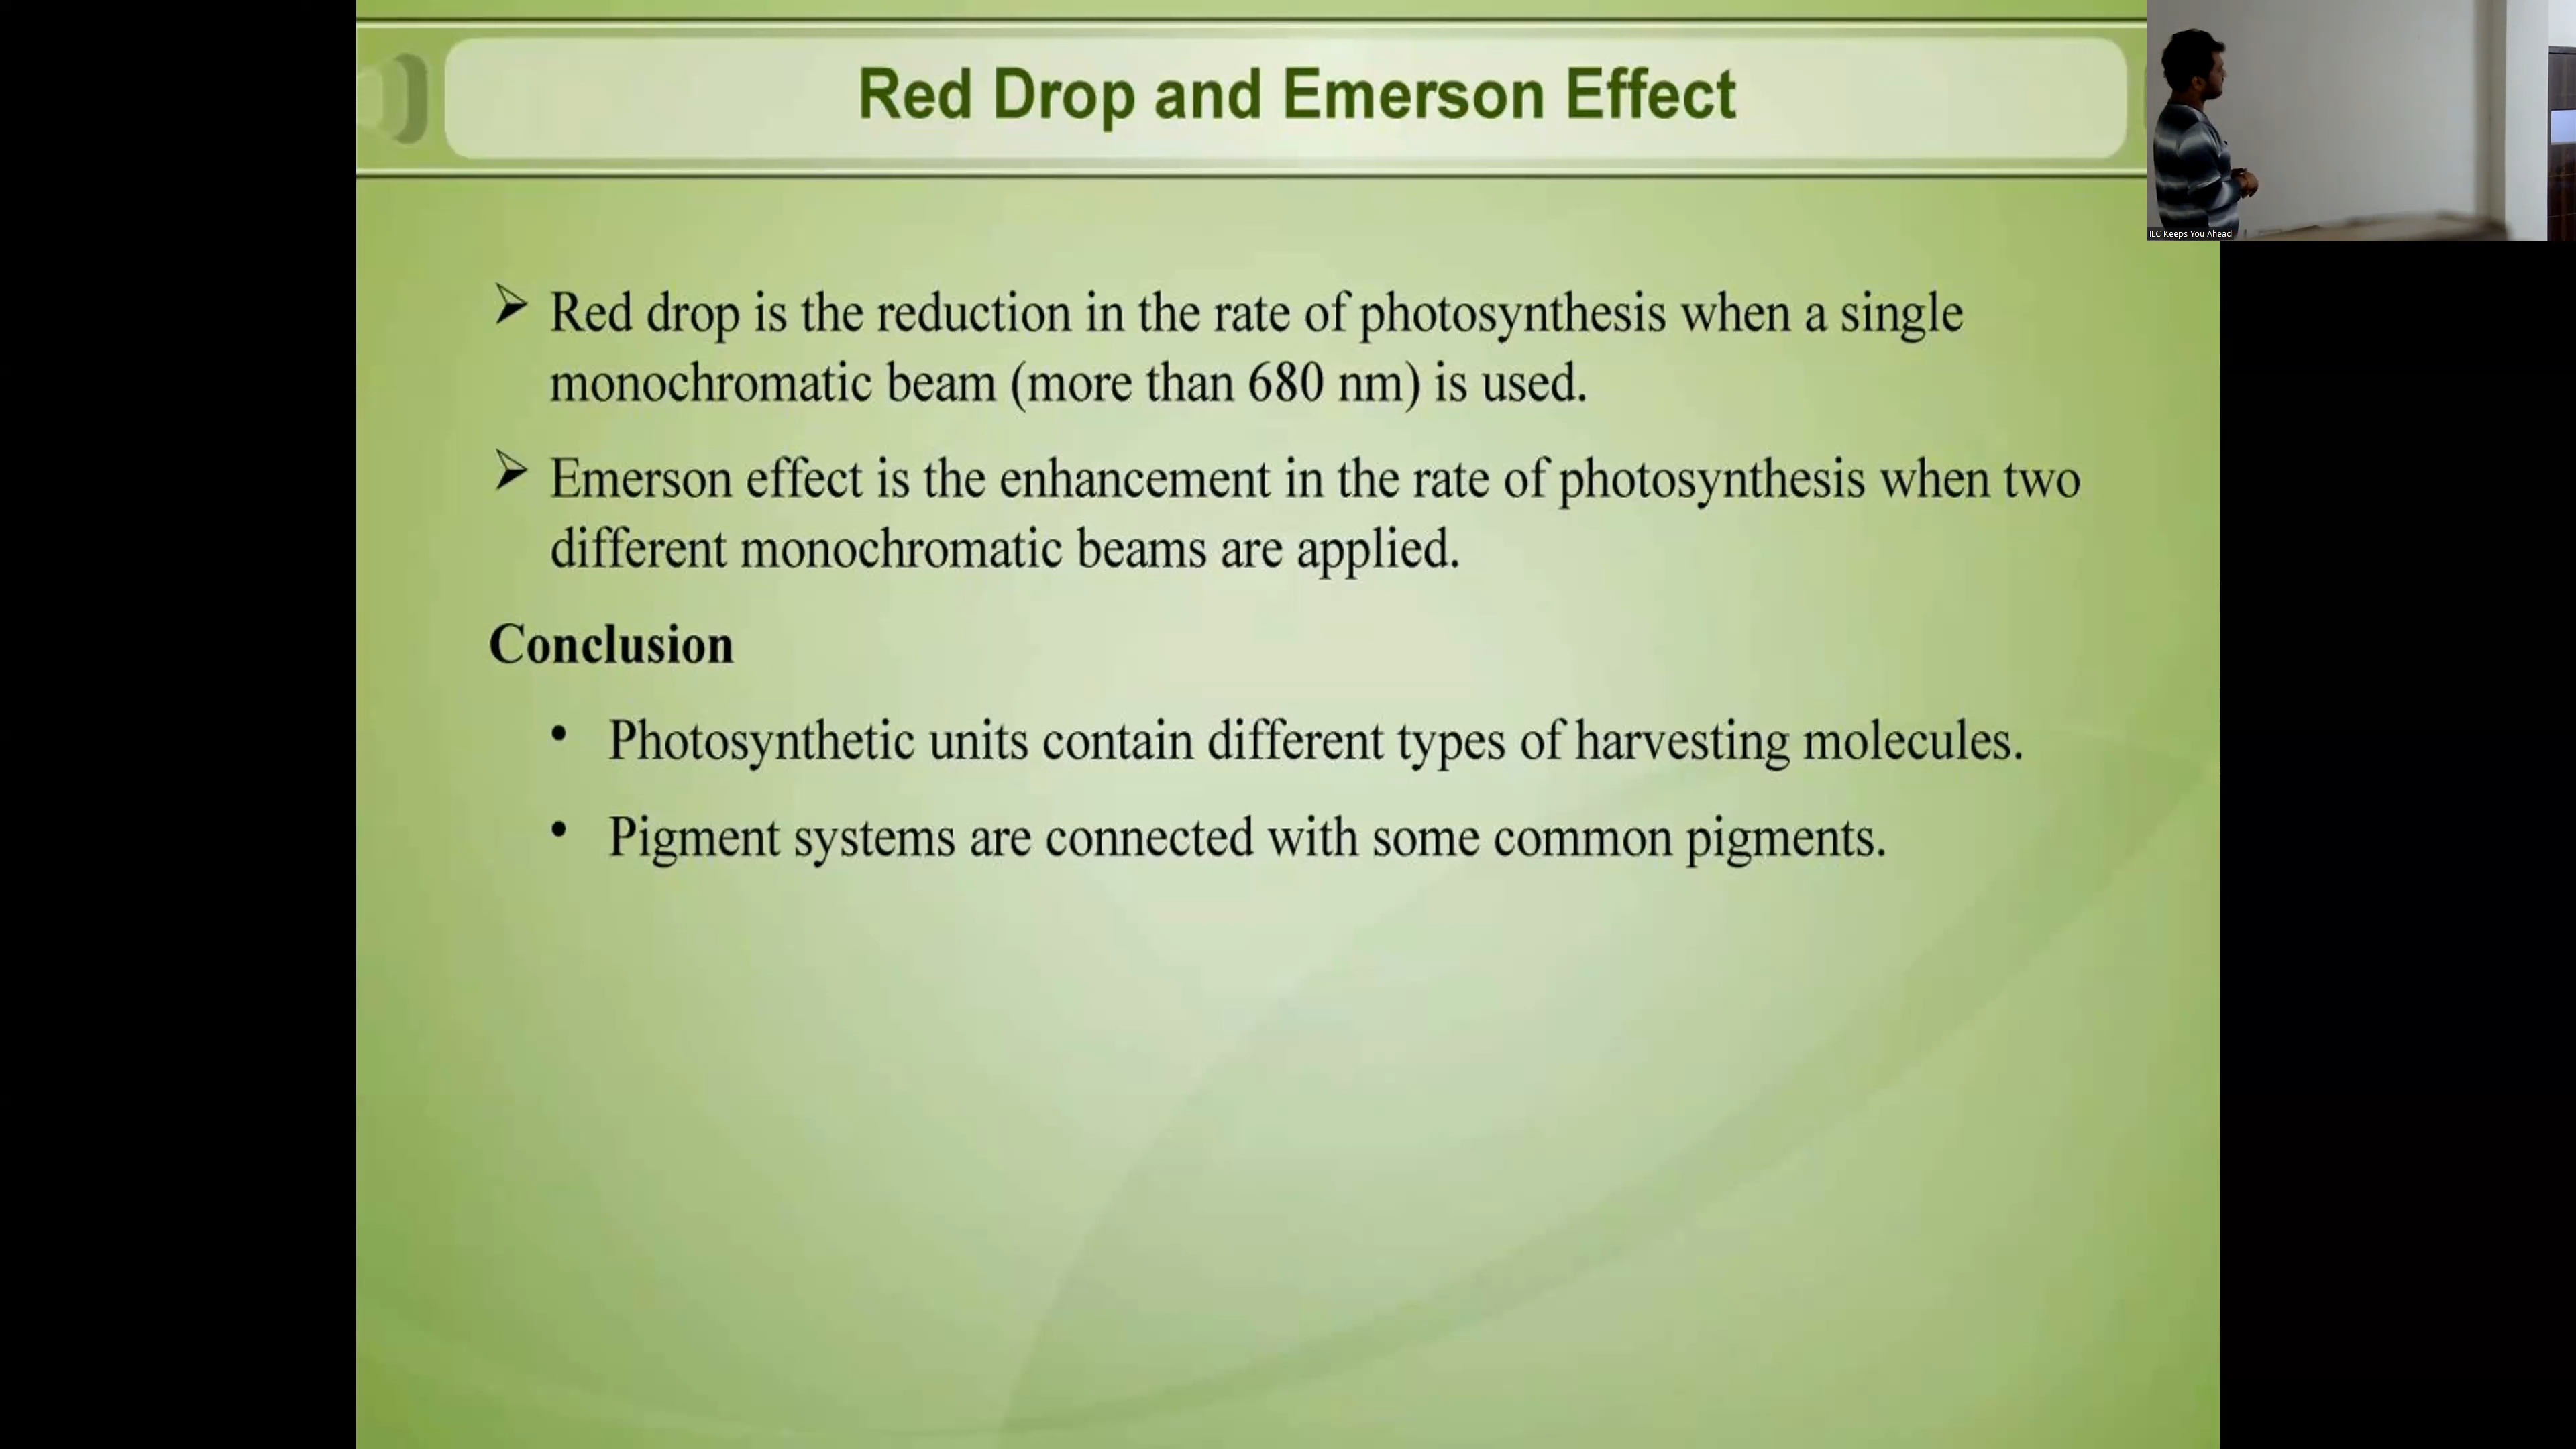 Red Drop and Emerson Effect
ILC Keeps You Ahead
➤ Red drop is the reduction in the rate of photosynthesis when a single
monochromatic beam (more than 680 nm) is used.
➤ Emerson effect is the enhancement in the rate of photosynthesis when two
different monochromatic beams are applied.
Conclusion
• Photosynthetic units contain different types of harvesting molecules.
• Pigment systems are connected with some common pigments.